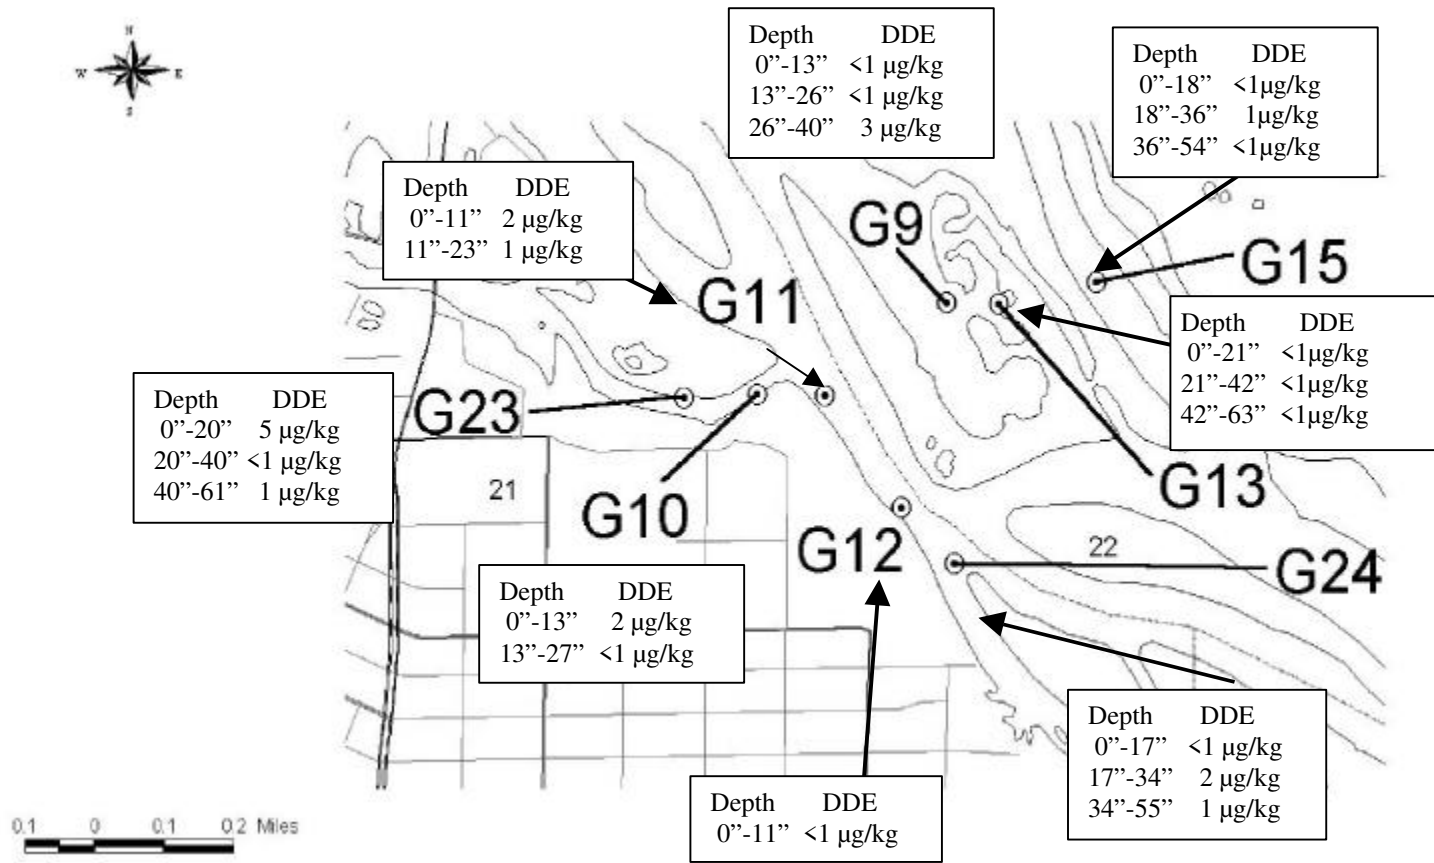 N
W E
S
Depth DDE
0”-13” <1 µg/kg
13”-26” <1 µg/kg
26”-40” 3 µg/kg
Depth DDE
0”-18” <1µg/kg
18”-36” 1µg/kg
36”-54” <1µg/kg
Depth DDE
0”-11” 2 µg/kg
11”-23” 1 µg/kg
G9
G15
G11
Depth DDE
0”-21” <1µg/kg
21”-42” <1µg/kg
42”-63” <1µg/kg
Depth DDE
0”-20” 5 µg/kg
20”-40” <1 µg/kg
40”-61” 1 µg/kg
G23
21
G10
G13
G12
22
G24
Depth DDE
0”-13” 2 µg/kg
13”-27” <1 µg/kg
Depth DDE
0”-17” <1 µg/kg
17”-34” 2 µg/kg
34”-55” 1 µg/kg
Depth DDE
0”-11” <1 µg/kg
0.1 0 0.1 0.2 Miles